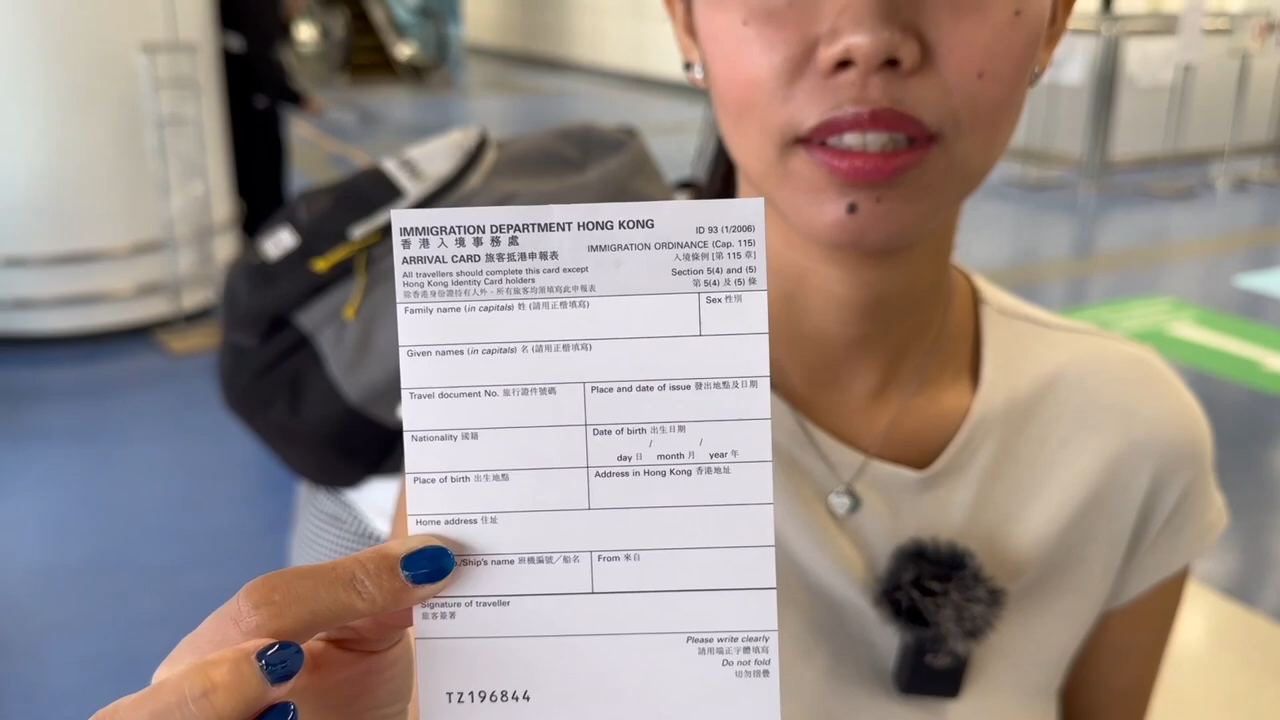 IMMIGRATION DEPARTMENT HONG KONG
香港入境事務處
ID 93 (1/2006)
ARRIVAL CARD 旅客抵港申報表
IMMIGRATION ORDINANCE (Cap. 115)
入境條例 [第 115 章]
All travellers should complete this card except
Hong Kong Identity Card holders
除香港身份證持有人外，所有旅客均須填寫此申報表
Section 5(4) and (5)
第 5(4) 及 (5) 條
Family name (in capitals) 姓 (請用正楷填寫)
Sex 性別
Given names (in capitals) 名 (請用正楷填寫)
Travel document No. 旅行證件號碼
Place and date of issue 發出地點及日期
Nationality 國籍
Date of birth 出生日期
/ /
day 日 month 月 year 年
Place of birth 出生地點
Address in Hong Kong 香港地址
Home address 住址
/Ship's name 班機編號／船名
From 來自
Signature of traveller
旅客簽署
Please write clearly
請用端正字體填寫
Do not fold
切勿摺疊
TZ196844